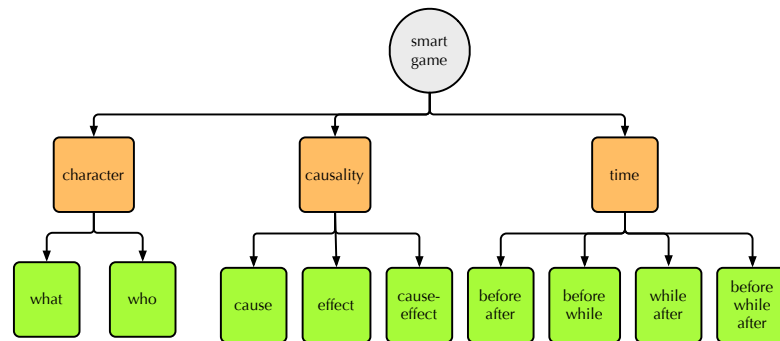 smart
game
character
causality
time
what
who
cause
effect
cause-
effect
before
after
before
while
while
after
before
while
after